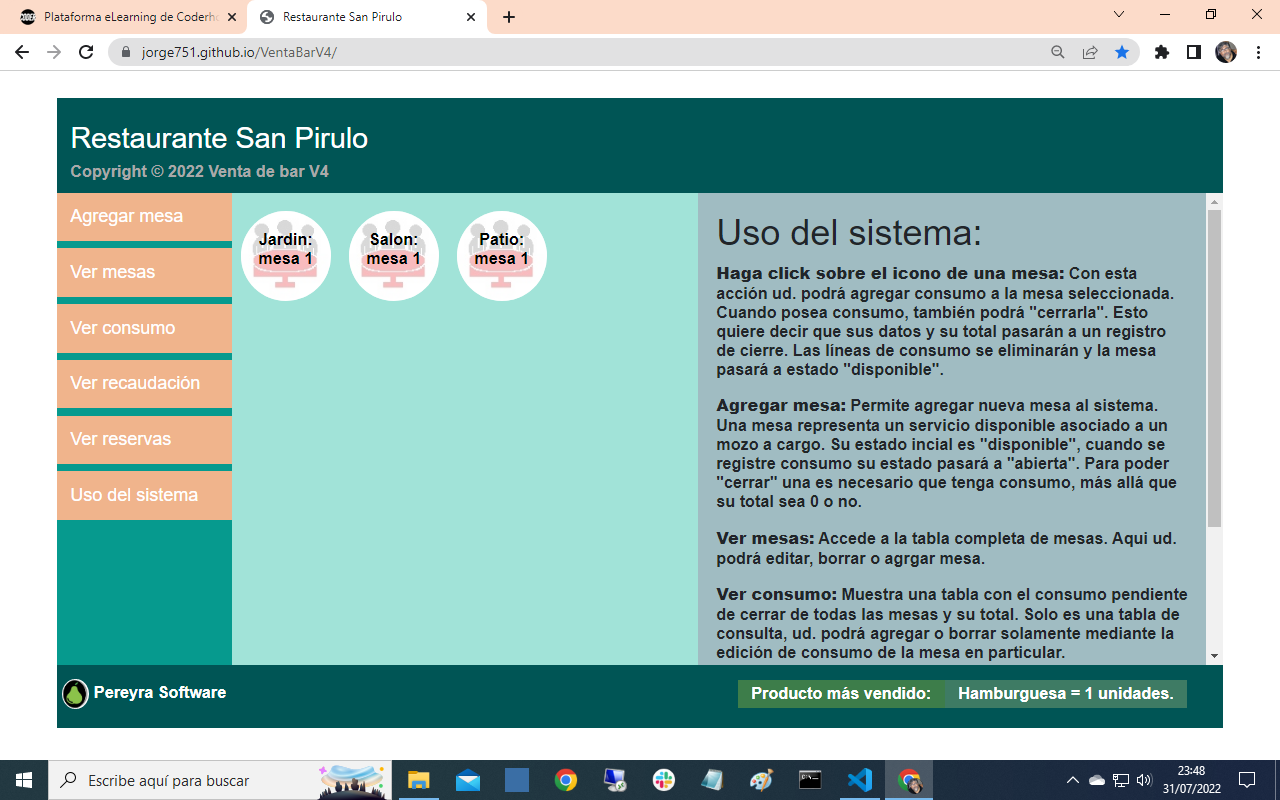 Plataforma eLearning de Coderho
Restaurante San Pirulo
jorge751.github.io/VentaBarV4/
Restaurante San Pirulo
Copyright © 2022 Venta de bar V4
Agregar mesa
Ver mesas
Ver consumo
Ver recaudación
Ver reservas
Uso del sistema
Jardin:
mesa 1
Salon:
mesa 1
Patio:
mesa 1
Uso del sistema:
Haga click sobre el icono de una mesa: Con esta
acción ud. podrá agregar consumo a la mesa seleccionada.
Cuando posea consumo, también podrá "cerrarla". Esto
quiere decir que sus datos y su total pasarán a un registro
de cierre. Las líneas de consumo se eliminarán y la mesa
pasará a estado "disponible".
Agregar mesa: Permite agregar nueva mesa al sistema.
Una mesa representa un servicio disponible asociado a un
mozo a cargo. Su estado incial es "disponible", cuando se
registre consumo su estado pasará a "abierta". Para poder
"cerrar" una es necesario que tenga consumo, más allá que
su total sea 0 o no.
Ver mesas: Accede a la tabla completa de mesas. Aqui ud.
podrá editar, borrar o agrgar mesa.
Ver consumo: Muestra una tabla con el consumo pendiente
de cerrar de todas las mesas y su total. Solo es una tabla de
consulta, ud. podrá agregar o borrar solamente mediante la
edición de consumo de la mesa en particular.
Pereyra Software
Producto más vendido: Hamburguesa = 1 unidades.
Escribe aquí para buscar
23:48
31/07/2022